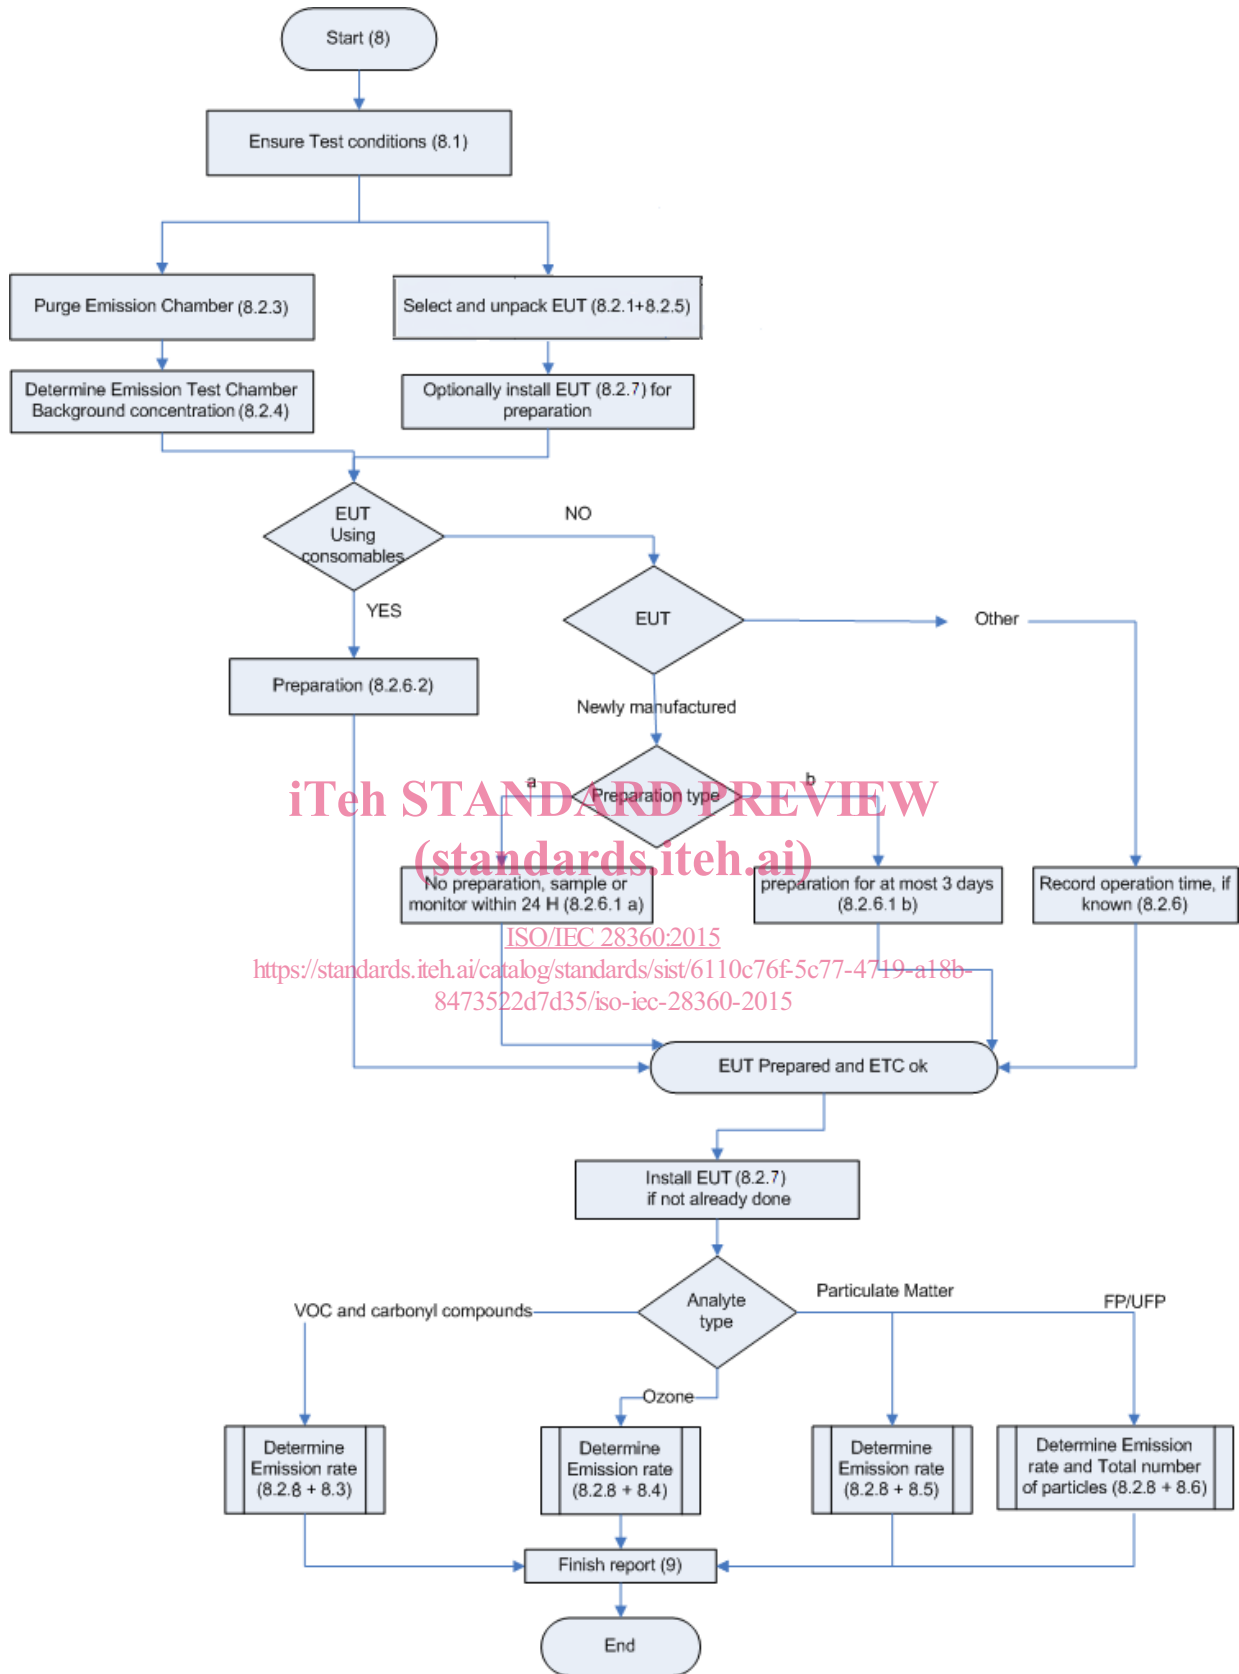 Start (8)
Ensure Test conditions (8.1)
Purge Emission Chamber (8.2.3)
Select and unpack EUT (8.2.1+8.2.5)
Determine Emission Test Chamber
Background concentration (8.2.4)
Optionally install EUT (8.2.7) for
preparation
EUT
Using
consomables
NO
YES
EUT
Other
Preparation (8.2.6.2)
Newly manufactured
a
Preparation type
b
iTeh STANDARD PREVIEW
(standards.iteh.ai)
No preparation, sample or
monitor within 24 H (8.2.6.1 a)
preparation for at most 3 days
(8.2.6.1 b)
Record operation time, if
known (8.2.6)
ISO/IEC 28360:2015
https://standards.iteh.ai/catalog/standards/sist/6110c76f-5c77-4719-a18b-
8473522d7d35/iso-iec-28360-2015
EUT Prepared and ETC ok
Install EUT (8.2.7)
if not already done
Analyte
type
VOC and carbonyl compounds
Particulate Matter
FP/UFP
Ozone
Determine
Emission rate
(8.2.8 + 8.3)
Determine
Emission rate
(8.2.8 + 8.4)
Determine
Emission rate
(8.2.8 + 8.5)
Determine Emission
rate and Total number
of particles (8.2.8 + 8.6)
Finish report (9)
End